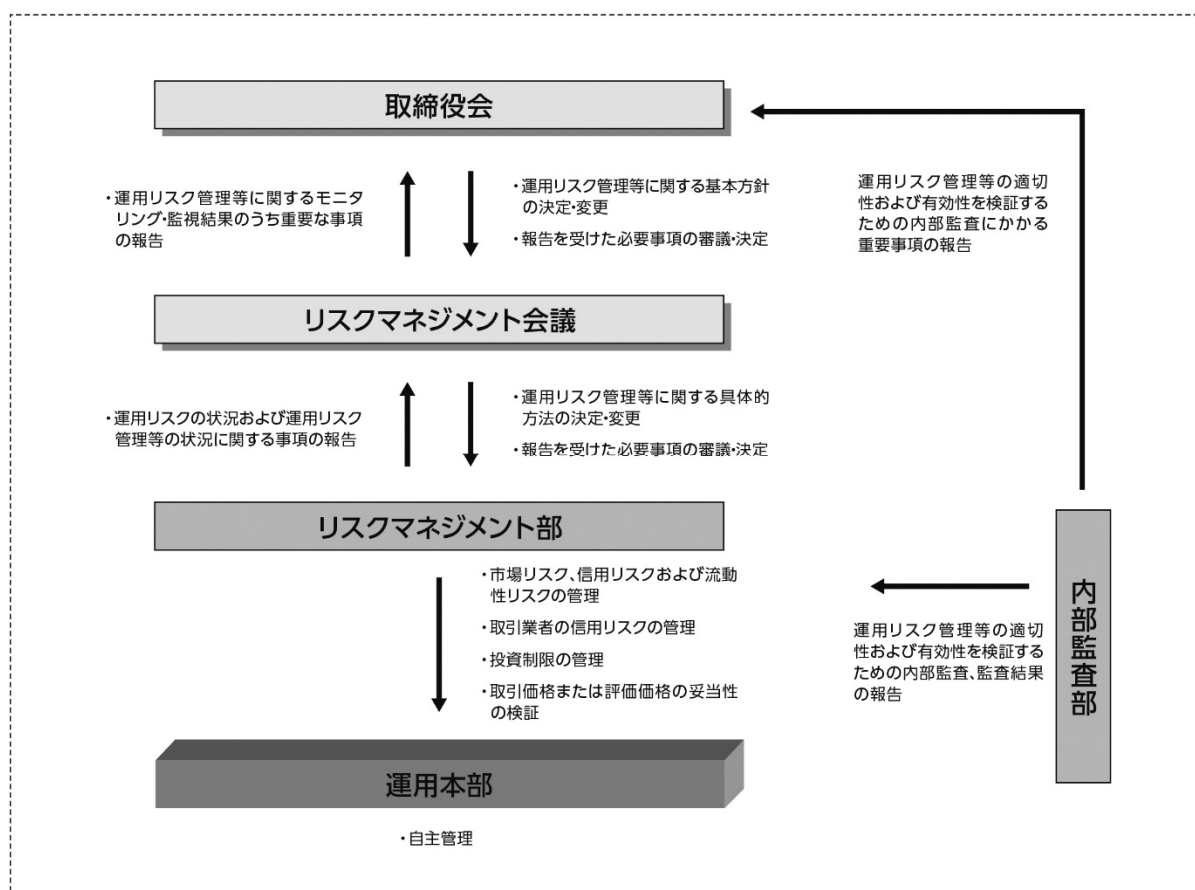 取締役会
・運用リスク管理等に関するモニ
タリング・監視結果のうち重要な事項
の報告
・運用リスク管理等に関する基本方針
の決定・変更
・報告を受けた必要事項の審議・決定
運用リスク管理等の適切
性および有効性を検証する
ための内部監査にかかる
重要事項の報告
リスクマネジメント会議
・運用リスクの状況および運用リスク
管理等の状況に関する事項の報告
・運用リスク管理等に関する具体的
方法の決定・変更
・報告を受けた必要事項の審議・決定
リスクマネジメント部
・市場リスク、信用リスクおよび流動
性リスクの管理
・取引業者の信用リスクの管理
・投資制限の管理
・取引価格または評価価格の妥当性
の検証
運用リスク管理等の適切
性および有効性を検証する
ための内部監査、監査結果
の報告
内部監査部
運用本部
・自主管理